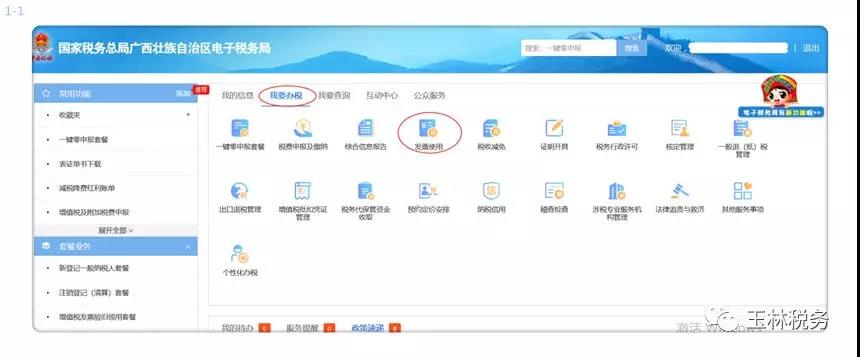 1-1
国家税务总局广西壮族自治区电子税务局
搜索: 一键零申报
搜索
欢迎,
| 退出
常用功能
添加
推荐
收藏夹
一键零申报套餐
表证单书下载
减税降费红利账单
增值税及附加税费申报
展开全部
套餐业务
新登记一般纳税人套餐
注销登记（清算）套餐
增值税发票验旧领用套餐
我的信息 我要办税 我要查询 互动中心 公众服务
电子税务局有新功能啦>>
一键零申报套餐 税费申报及缴纳 综合信息报告 发票使用 税收减免 证明开具 税务行政许可 核定管理 一般退（抵）税
管理
出口退税管理 增值税抵扣凭证 税务代保管资金 预约定价安排 纳税信用 稽查检查 涉税专业服务机 法律追责与救济 其他服务事项
管理 收取 构管理
个性化办税
我的待办 6 服务提醒 0 政策速递 8
激活 Windows
玉林税务